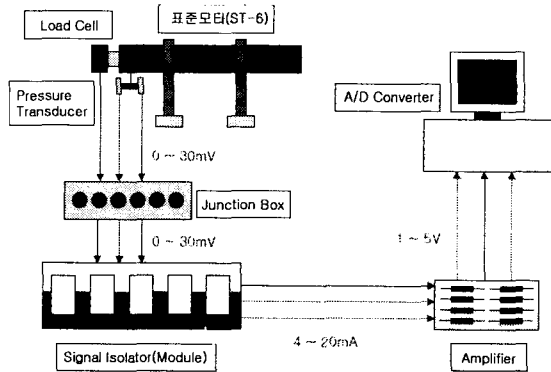 Load Cell
표준모타(ST-6)
Pressure
Transducer
A/D Converter
0 ~ 30mV
Junction Box
0 ~ 30mV
1 ~ 5V
4 ~ 20mA
Signal Isolator(Module)
Amplifier